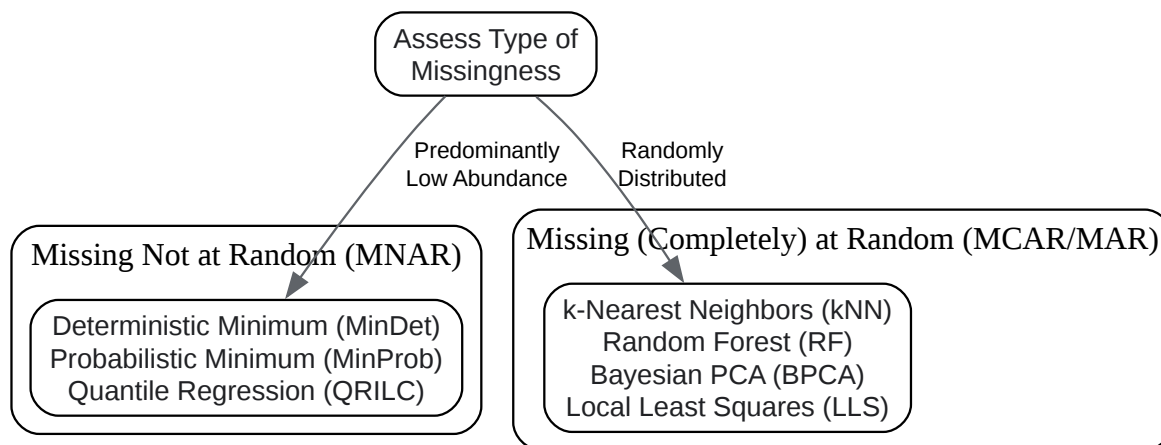 Assess Type of
Missingness
Predominantly
Low Abundance
Randomly
Distributed
Missing Not at Random (MNAR)
Deterministic Minimum (MinDet)
Probabilistic Minimum (MinProb)
Quantile Regression (QRILC)
Missing (Completely) at Random (MCAR/MAR)
k-Nearest Neighbors (kNN)
Random Forest (RF)
Bayesian PCA (BPCA)
Local Least Squares (LLS)